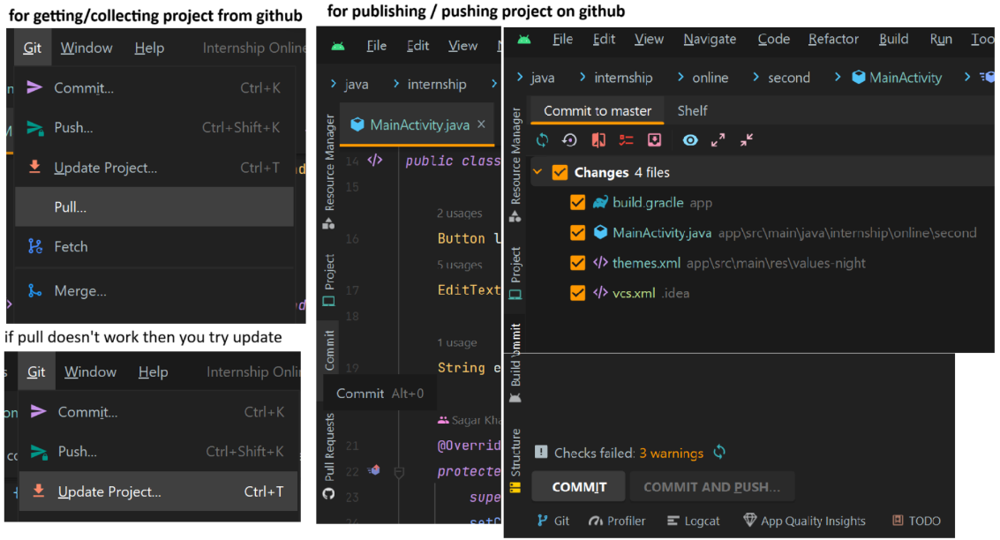 for getting/collecting project from github
Git Window Help Internship Online
Commit... Ctrl+K
Push... Ctrl+Shift+K
Update Project... Ctrl+T
Pull...
Fetch
Merge...
if pull doesn't work then you try update
Git Window Help Internship Onli
Commit... Ctrl+K
Push... Ctrl+Shift+K
Update Project... Ctrl+T
for publishing / pushing project on github
File Edit View
java internship
MainActivity.java
Resource Manager
Project
Commit
Pull Requests
14 public class
15
2 usages
16 Button l
5 usages
17 EditText
18
1 usage
19 String e
Commit Alt+0
Sagar Kha
21 @Overrid
22 protecte
23 supe
24 setC
File Edit View Navigate Code Refactor Build Run Too
java internship online second MainActivity
Resource Manager
Project
ommit
Build
Structure
Commit to master Shelf
Changes 4 files
build.gradle app
MainActivity.java app\src\main\java\internship\online\second
themes.xml app\src\main\res\values-night
vcs.xml .idea
Checks failed: 3 warnings
COMMIT COMMIT AND PUSH...
Git Profiler Logcat App Quality Insights TODO